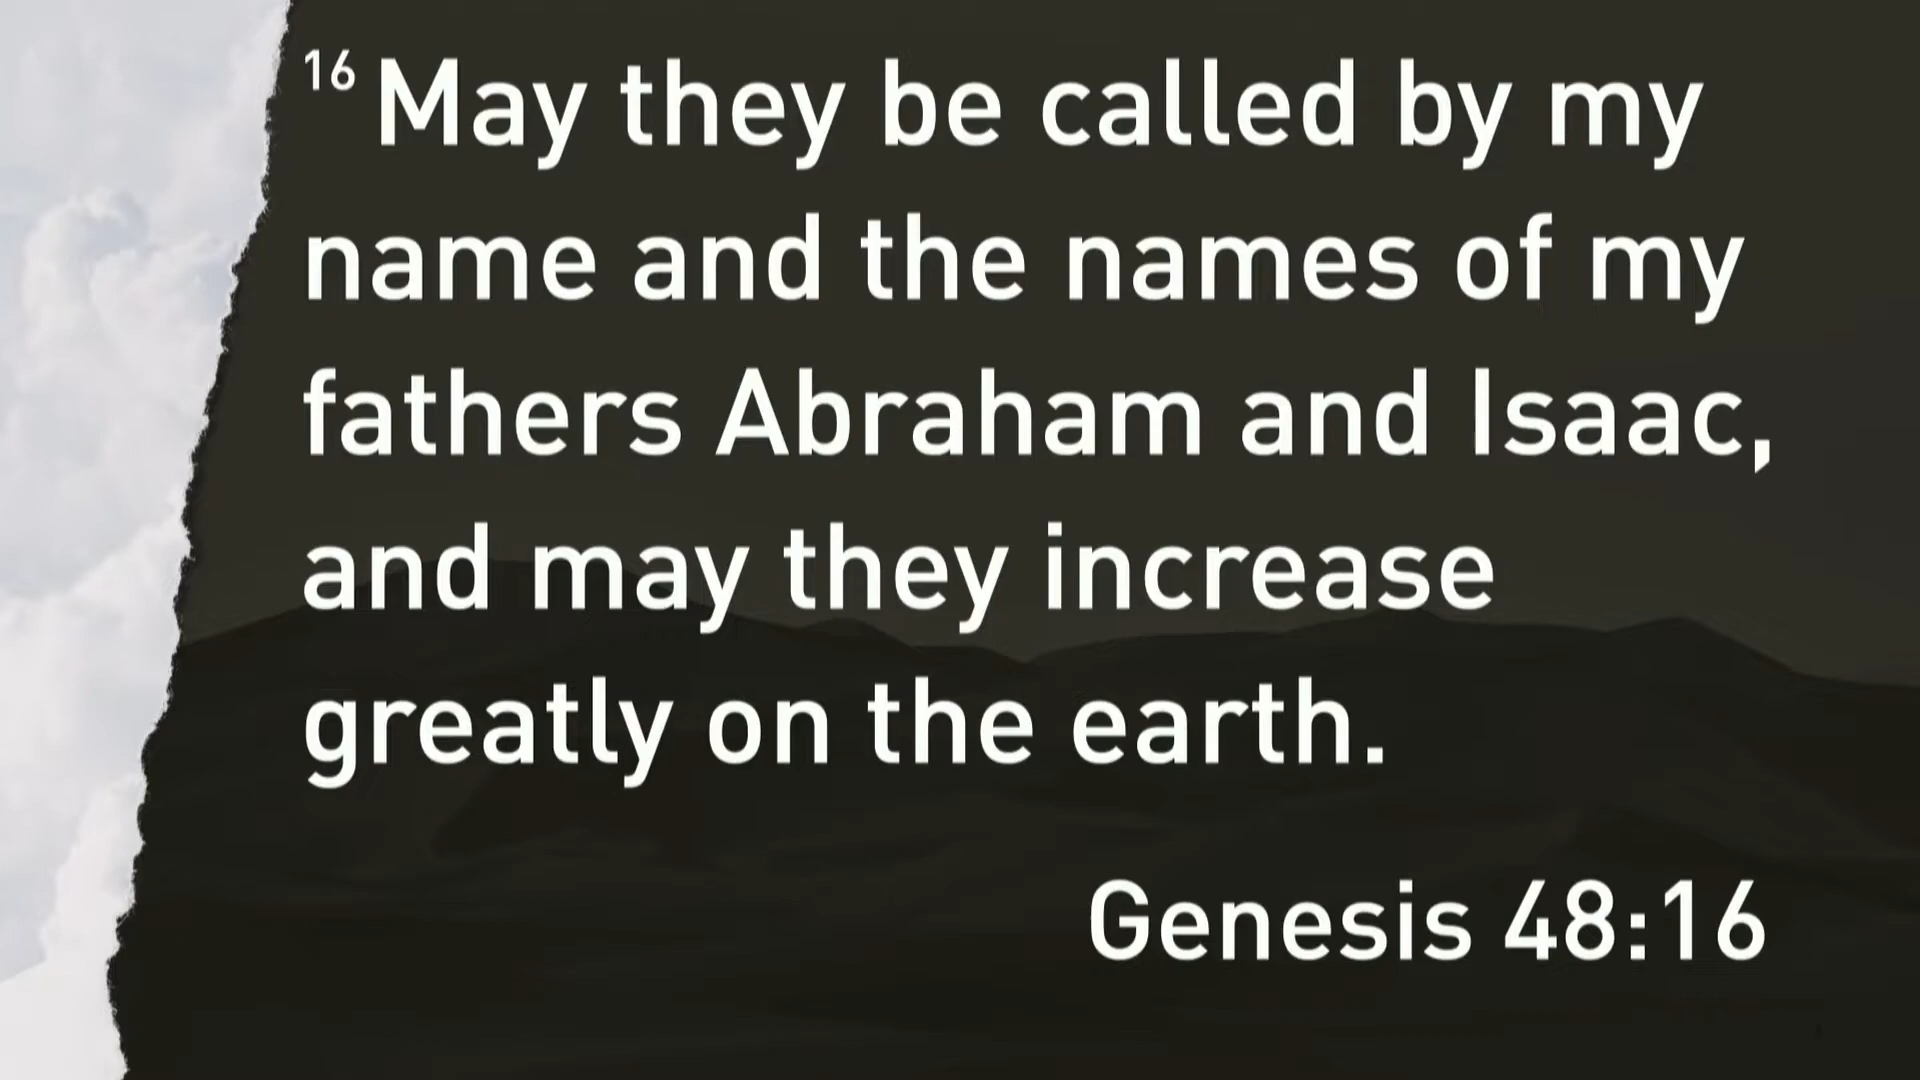 16 May they be called by my
name and the names of my
fathers Abraham and Isaac,
and may they increase
greatly on the earth.
Genesis 48:16